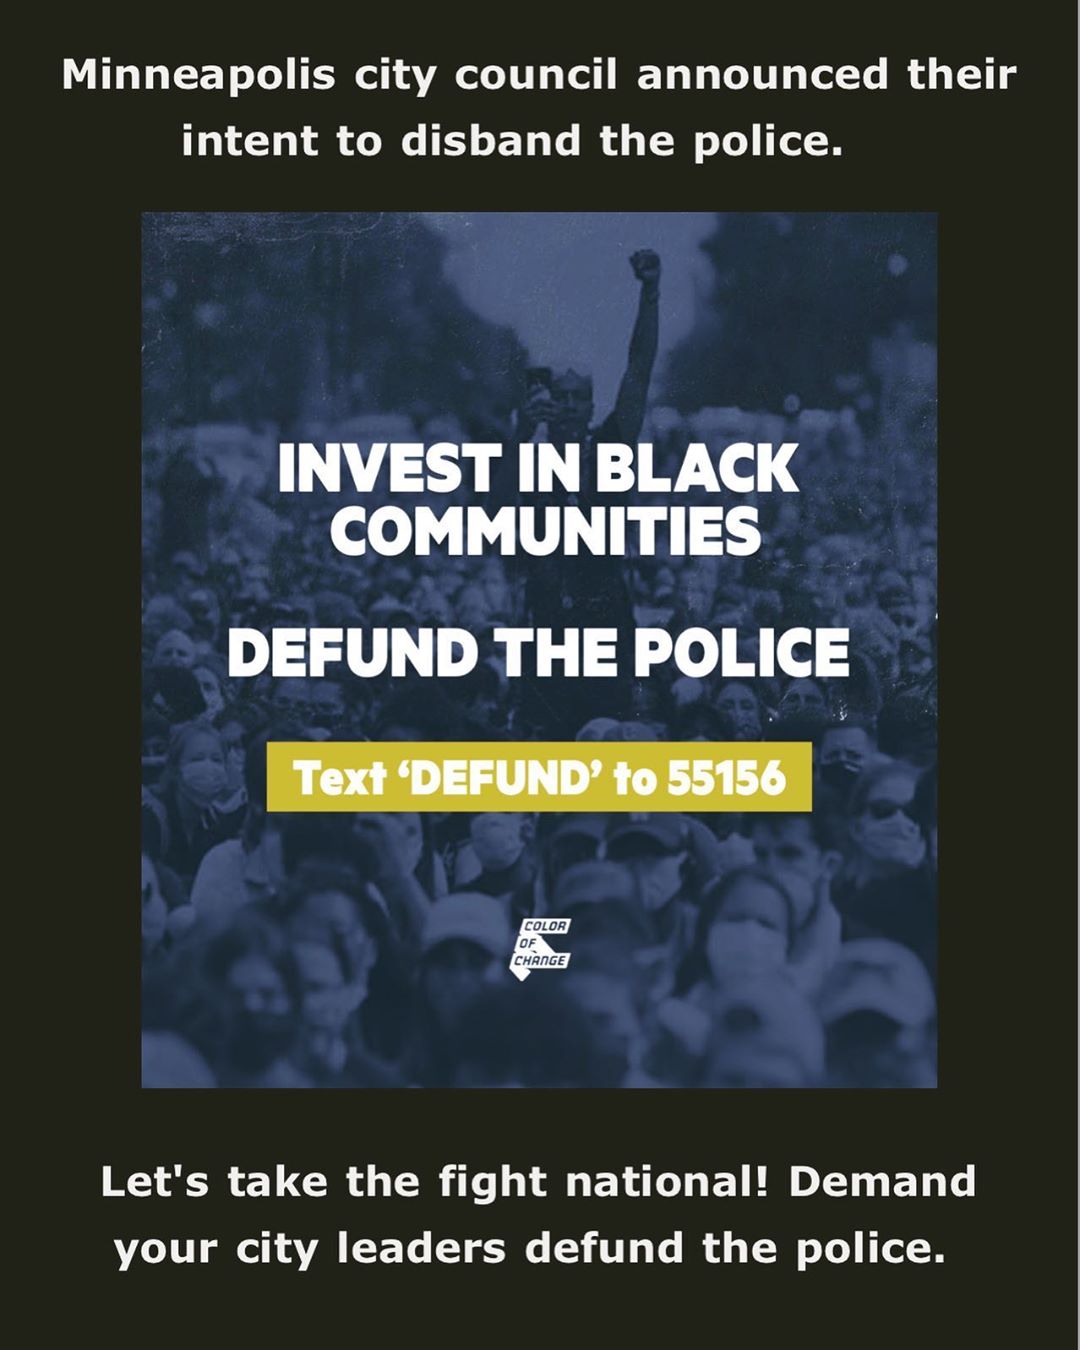 Minneapolis city council announced their
intent to disband the police.
INVEST IN BLACK
COMMUNITIES
DEFUND THE POLICE
Text ‘DEFUND’ to 55156
COLOR
OF
CHANGE
Let's take the fight national! Demand
your city leaders defund the police.